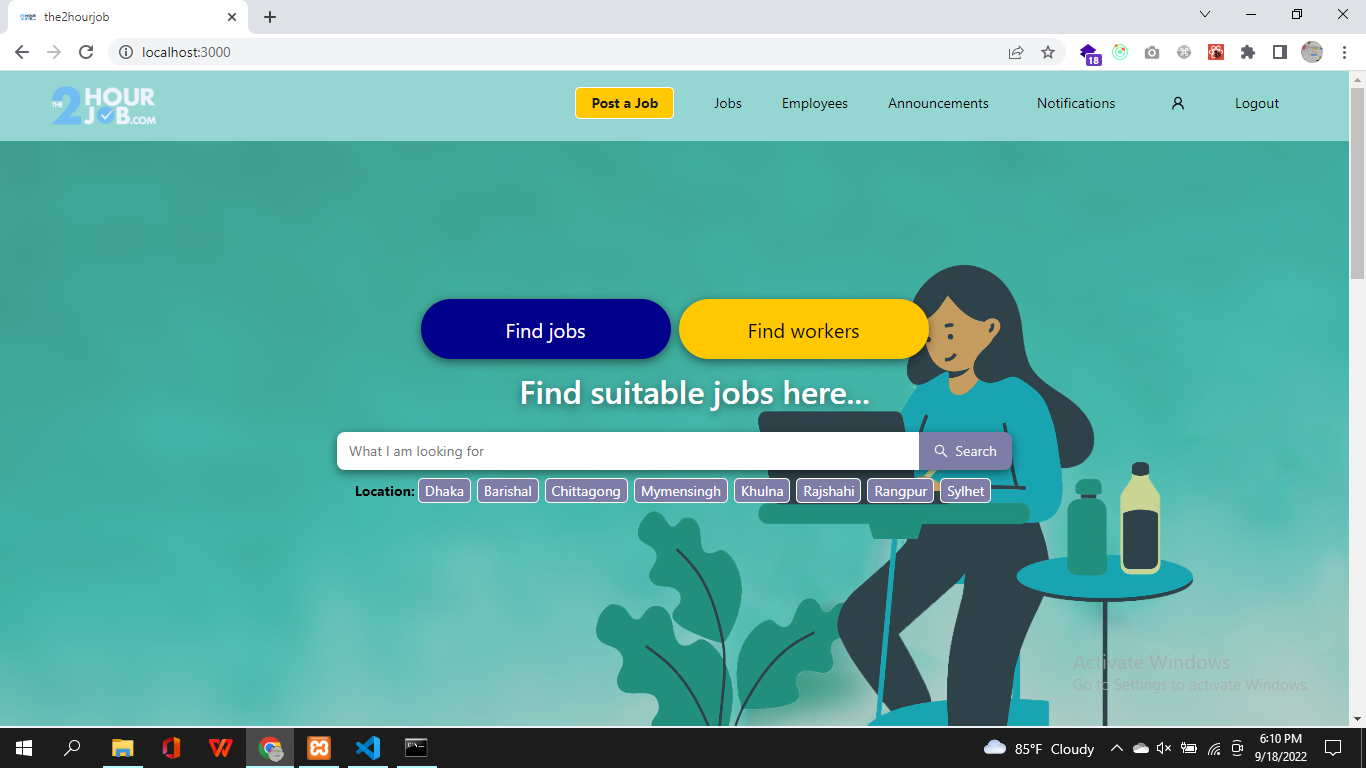 the2hourjob
localhost:3000
18
THE 2 HOUR JOB.COM
Post a Job
Jobs
Employees
Announcements
Notifications
Logout
Find jobs
Find workers
Find suitable jobs here...
What I am looking for
Search
Location: Dhaka Barishal Chittagong Mymensingh Khulna Rajshahi Rangpur Sylhet
Activate Windows
Go to Settings to activate Windows.
85°F Cloudy
6:10 PM
9/18/2022